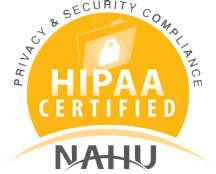 PRIVACY & SECURITY COMPLIANCE
HIPAA
CERTIFIED
NAHU